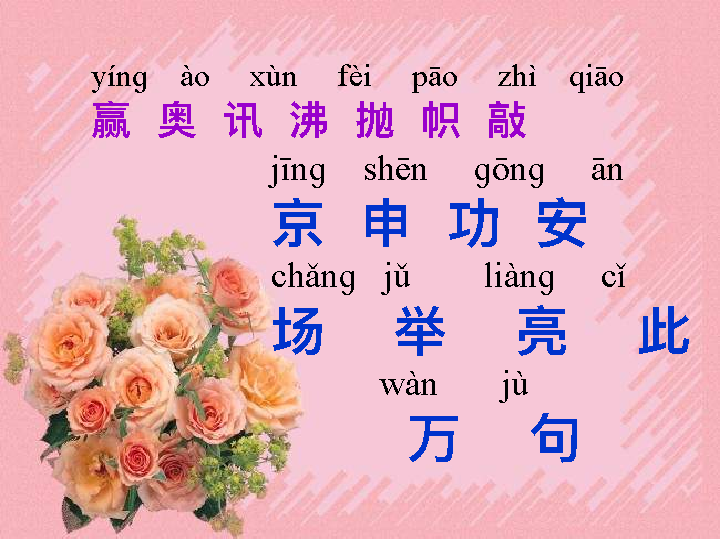 yíng ào xùn fèi pāo zhì qiāo
赢 奥 讯 沸 抛 帜 敲
jīng shēn gōng ān
京 申 功 安
chǎng jǔ liàng cǐ
场 举 亮 此
wàn jù
万 句